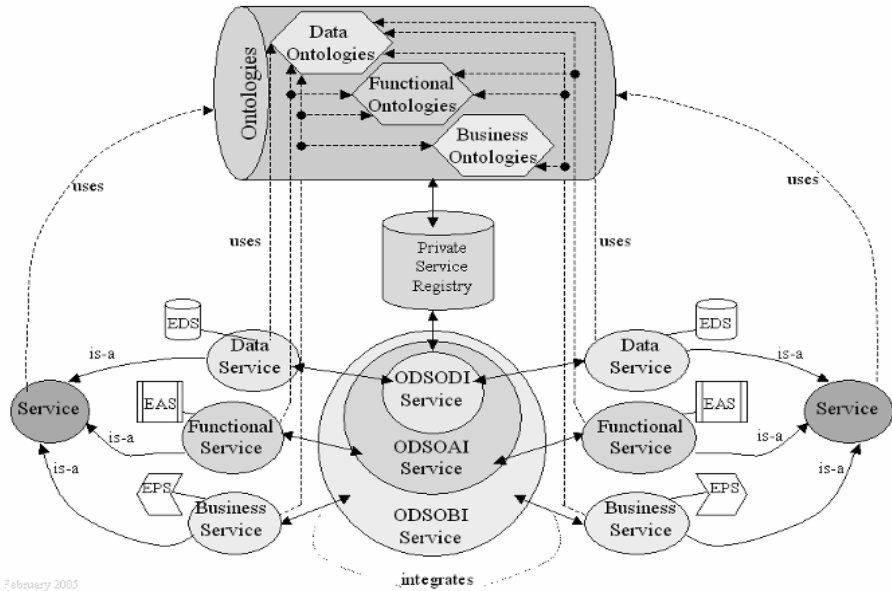 Ontologies
Data
Ontologies
Functional
Ontologies
Business
Ontologies
uses
uses
uses
uses
Private
Service
Registry
EDS
EDS
is-a
Data
Service
ODSODI
Service
Data
Service
is-a
Service
EAS
Functional
Service
is-a
ODSOAI
Service
EAS
Functional
Service
is-a
Service
is-a
EPS
Business
Service
ODSOBI
Service
EPS
Business
Service
is-a
integrates
February 2005